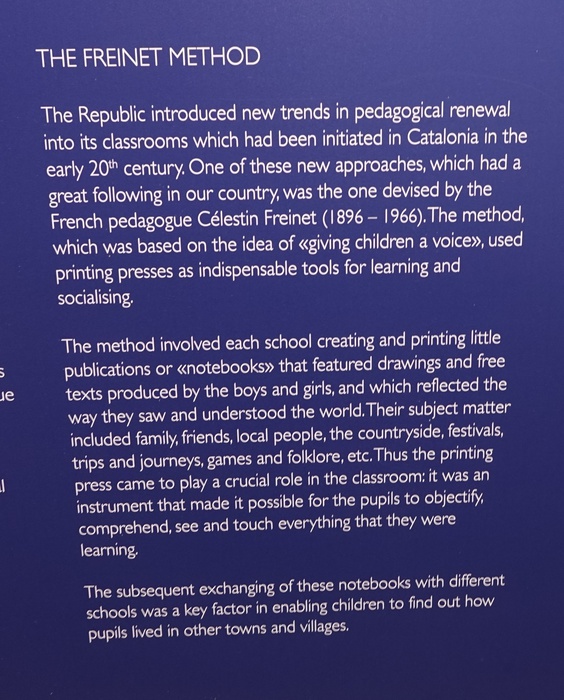 THE FREINET METHOD
The Republic introduced new trends in pedagogical renewal
into its classrooms which had been initiated in Catalonia in the
early 20th century. One of these new approaches, which had a
great following in our country, was the one devised by the
French pedagogue Célestin Freinet (1896 – 1966). The method,
which was based on the idea of «giving children a voice», used
printing presses as indispensable tools for learning and
socialising.
The method involved each school creating and printing little
publications or «notebooks» that featured drawings and free
texts produced by the boys and girls, and which reflected the
way they saw and understood the world. Their subject matter
included family, friends, local people, the countryside, festivals,
trips and journeys, games and folklore, etc. Thus the printing
press came to play a crucial role in the classroom: it was an
instrument that made it possible for the pupils to objectify,
comprehend, see and touch everything that they were
learning.
The subsequent exchanging of these notebooks with different
schools was a key factor in enabling children to find out how
pupils lived in other towns and villages.